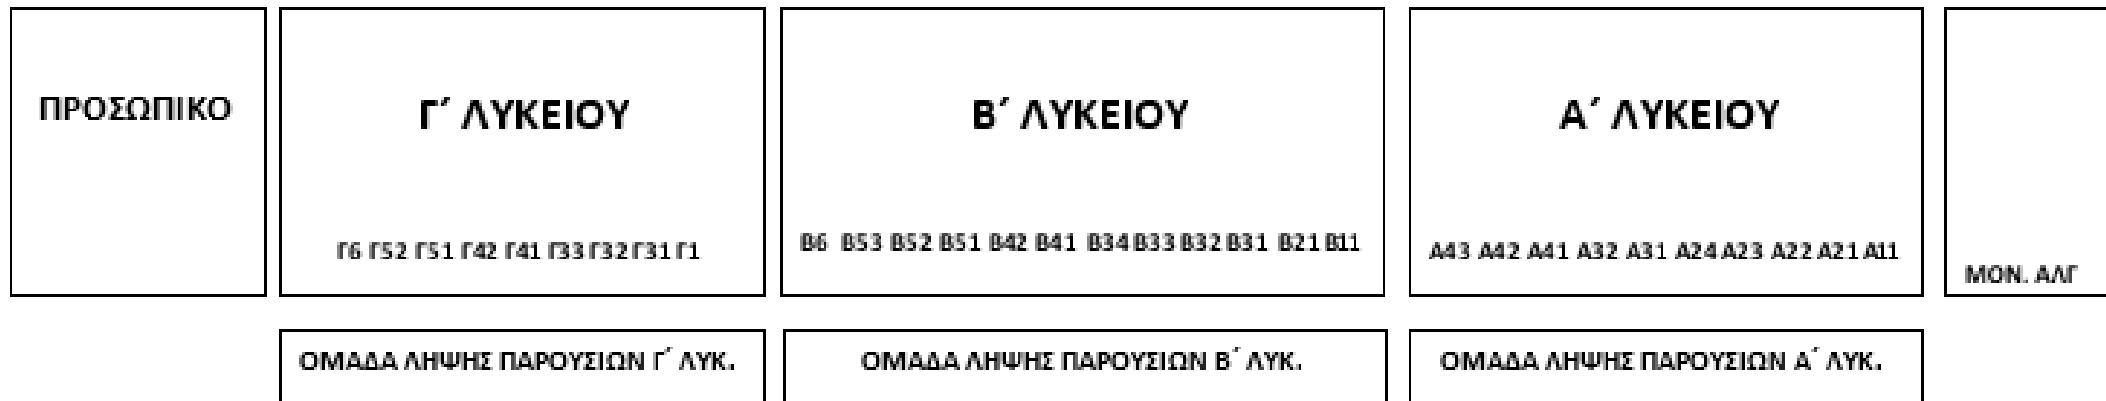 ΠΡΟΣΩΠΙΚΟ
Γ΄ ΛΥΚΕΙΟΥ
Γ6 Γ52 Γ51 Γ42 Γ41 Γ33 Γ32 Γ31 Γ1
Β΄ ΛΥΚΕΙΟΥ
Β6 Β53 Β52 Β51 Β42 Β41 Β34 Β33 Β32 Β31 Β21 Β11
Α΄ ΛΥΚΕΙΟΥ
Α43 Α42 Α41 Α32 Α31 Α24 Α23 Α22 Α21 Α11
ΜΟΝ. ΑΛΓ
ΟΜΑΔΑ ΛΗΨΗΣ ΠΑΡΟΥΣΙΩΝ Γ΄ ΛΥΚ.
ΟΜΑΔΑ ΛΗΨΗΣ ΠΑΡΟΥΣΙΩΝ Β΄ ΛΥΚ.
ΟΜΑΔΑ ΛΗΨΗΣ ΠΑΡΟΥΣΙΩΝ Α΄ ΛΥΚ.